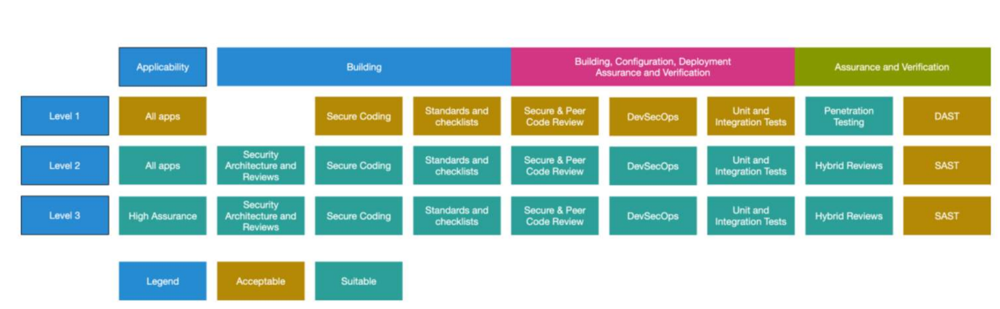 Applicability
Building
Building, Configuration, Deployment
Assurance and Verification
Assurance and Verification
Level 1
All apps
Secure Coding
Standards and
checklists
Secure & Peer
Code Review
DevSecOps
Unit and
Integration Tests
Penetration
Testing
DAST
Level 2
All apps
Security
Architecture and
Reviews
Secure Coding
Standards and
checklists
Secure & Peer
Code Review
DevSecOps
Unit and
Integration Tests
Hybrid Reviews
SAST
Level 3
High Assurance
Security
Architecture and
Reviews
Secure Coding
Standards and
checklists
Secure & Peer
Code Review
DevSecOps
Unit and
Integration Tests
Hybrid Reviews
SAST
Legend
Acceptable
Suitable